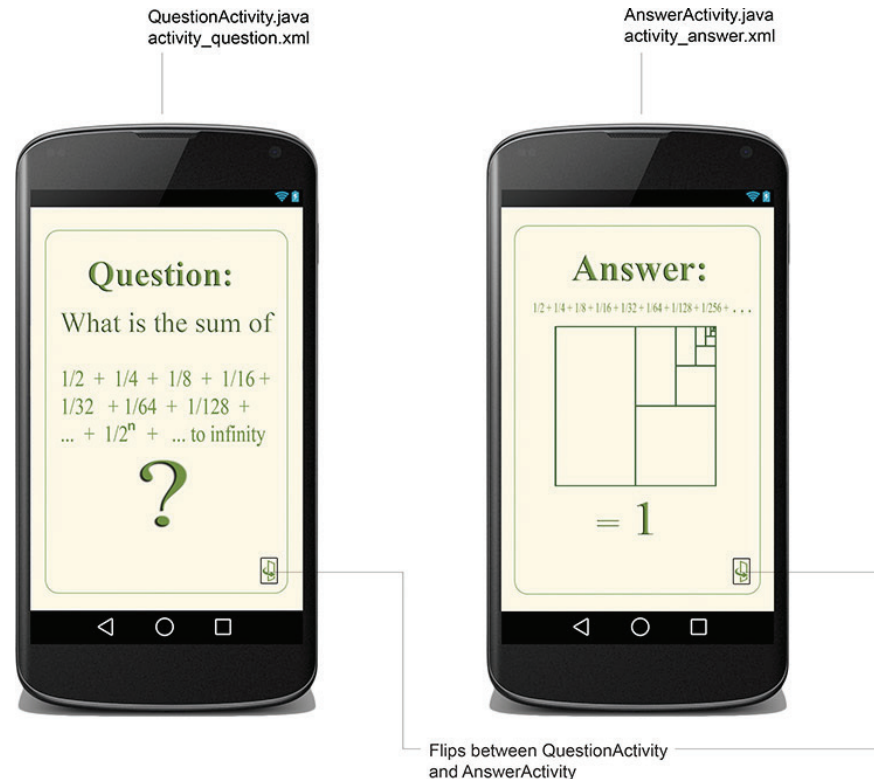 QuestionActivity.java
activity_question.xml
AnswerActivity.java
activity_answer.xml
Question:
What is the sum of
1/2 + 1/4 + 1/8 + 1/16 +
1/32 + 1/64 + 1/128 +
... + 1/2ⁿ + ... to infinity
?
Answer:
1/2 + 1/4 + 1/8 + 1/16 + 1/32 + 1/64 + 1/128 + 1/256 + . . .
= 1
Flips between QuestionActivity
and AnswerActivity